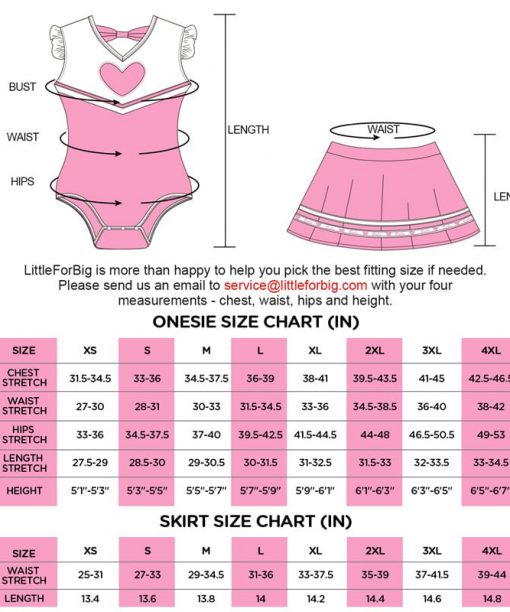 BUST
WAIST
HIPS
LENGTH
WAIST
LENG
LittleForBig is more than happy to help you pick the best fitting size if needed.
Please send us an email to service@littleforbig.com with your four
measurements - chest, waist, hips and height.
ONESIE SIZE CHART (IN)
SIZE XS S M L XL 2XL 3XL 4XL
CHEST STRETCH 31.5-34.5 33-36 34.5-37.5 36-39 38-41 39.5-43.5 41-45 42.5-46.5
WAIST STRETCH 27-30 28-31 30-33 31.5-34.5 33-36 34.5-38.5 36-40 38-42
HIPS STRETCH 33-36 34.5-37.5 37-40 39.5-42.5 41.5-44.5 44-48 46.5-50.5 49-53
LENGTH STRETCH 27.5-29 28.5-30 29-30.5 30-31.5 31-32.5 31.5-33 32-33.5 33-34.5
HEIGHT 5'1"-5'3" 5'3"-5'5" 5'5"-5'7" 5'7"-5'9" 5'9"-6'1" 6'1"-6'3" 6'3"-6'5" 6'5"-6'7"
SKIRT SIZE CHART (IN)
SIZE XS S M L XL 2XL 3XL 4XL
WAIST STRETCH 25-31 27-33 29-34.5 31-36 33-37.5 35-39 37-41.5 39-44
LENGTH 13.4 13.6 13.8 14 14.2 14.4 14.6 14.8